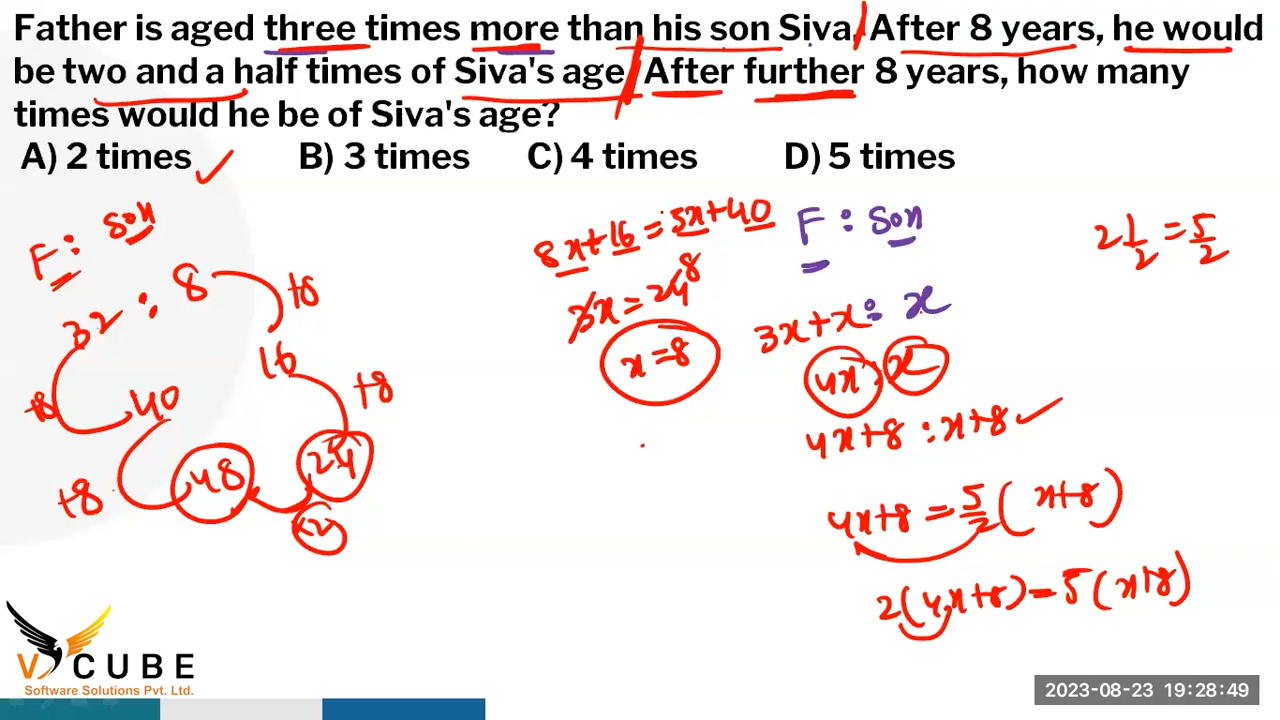 Father is aged three times more than his son Siva. After 8 years, he would
be two and a half times of Siva's age. After further 8 years, how many
times would he be of Siva's age?
A) 2 times ✓ B) 3 times C) 4 times D) 5 times
F : Son
32 : 8
+8
16
+8
40
+8
+8
48
24
×2
8x+16 = 5x+40
3x = 24 8
x = 8
F : Son
3x+x : x
4x : x
4x+8 : x+8 ✓
4x+8 = 5/2 (x+8)
2(4x+8) = 5(x+8)
2 1/2 = 5/2
V CUBE
Software Solutions Pvt. Ltd.
2023-08-23 19:28:49